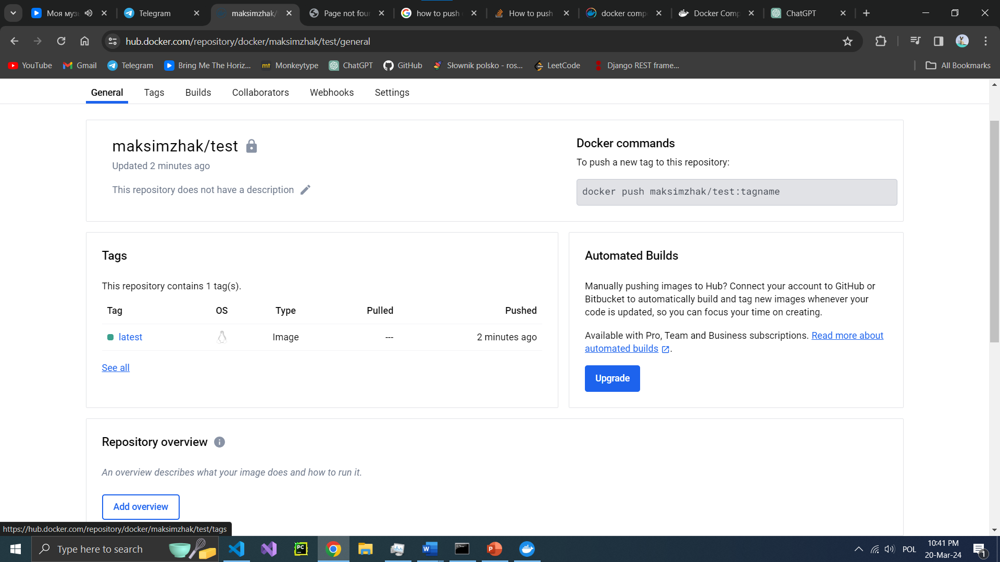 Моя музы
Telegram
maksimzhak/
Page not four
how to push
How to push
docker comp
Docker Comp
ChatGPT
hub.docker.com/repository/docker/maksimzhak/test/general
YouTube
Gmail
Telegram
Bring Me The Horiz...
mt Monkeytype
ChatGPT
GitHub
Słownik polsko - ros...
LeetCode
Django REST frame...
All Bookmarks
General
Tags
Builds
Collaborators
Webhooks
Settings
maksimzhak/test
Updated 2 minutes ago
This repository does not have a description
Docker commands
To push a new tag to this repository:
docker push maksimzhak/test:tagname
Tags
This repository contains 1 tag(s).
Tag OS Type Pulled Pushed
latest Image --- 2 minutes ago
See all
Automated Builds
Manually pushing images to Hub? Connect your account to GitHub or
Bitbucket to automatically build and tag new images whenever your
code is updated, so you can focus your time on creating.
Available with Pro, Team and Business subscriptions. Read more about
automated builds .
Upgrade
Repository overview
An overview describes what your image does and how to run it.
Add overview
https://hub.docker.com/repository/docker/maksimzhak/test/tags
Type here to search
PC
W
P
POL
10:41 PM
20-Mar-24
1